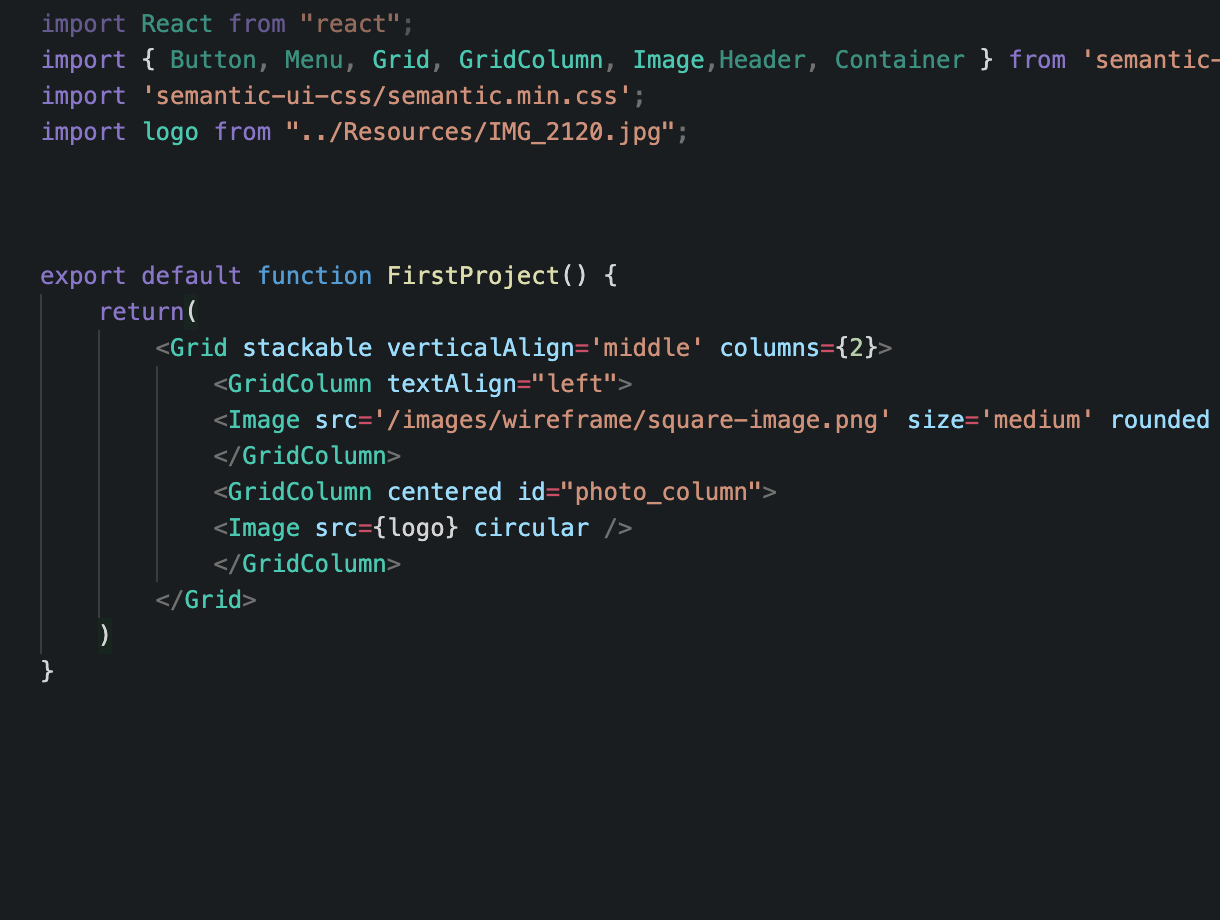 import React from "react";
import { Button, Menu, Grid, GridColumn, Image,Header, Container } from 'semantic-
import 'semantic-ui-css/semantic.min.css';
import logo from "../Resources/IMG_2120.jpg";
export default function FirstProject() {
return(
<Grid stackable verticalAlign='middle' columns={2}>
<GridColumn textAlign="left">
<Image src='/images/wireframe/square-image.png' size='medium' rounded
</GridColumn>
<GridColumn centered id="photo_column">
<Image src={logo} circular />
</GridColumn>
</Grid>
)
}